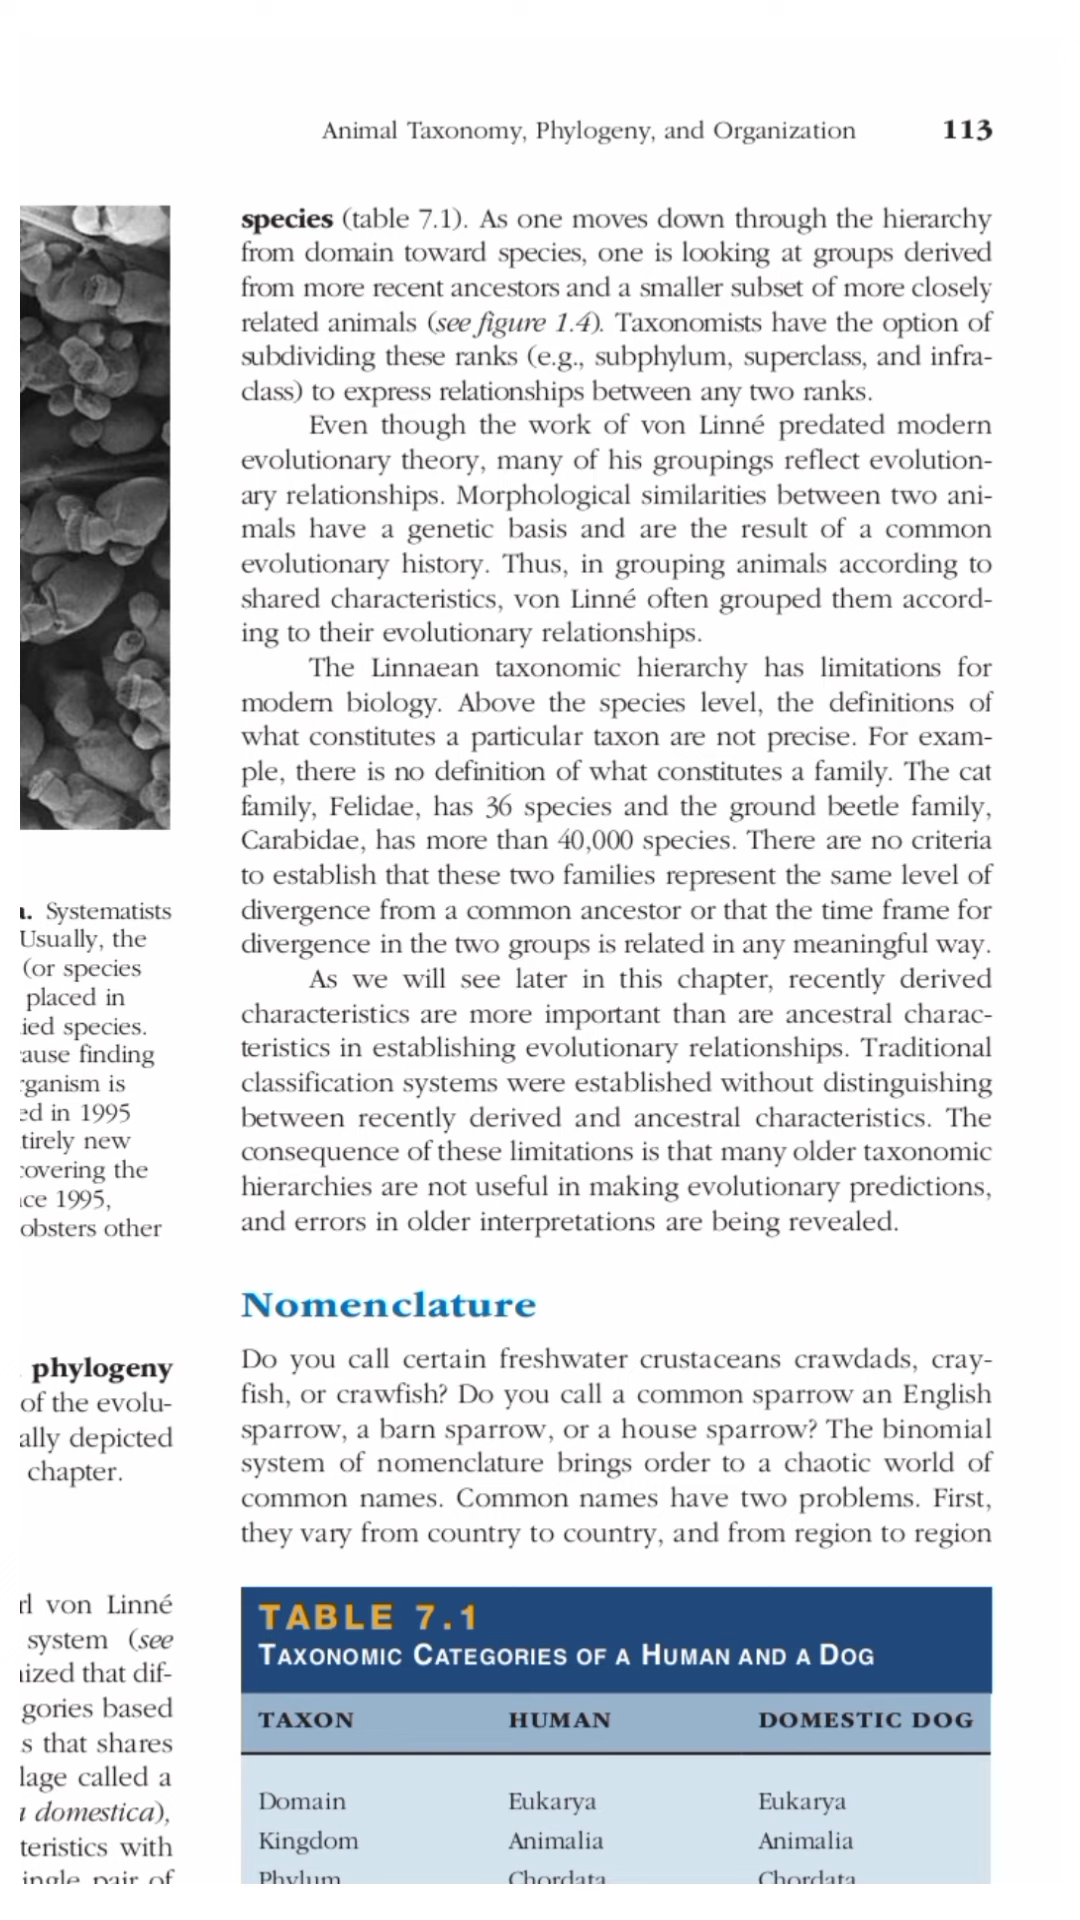 Animal Taxonomy, Phylogeny, and Organization 113
species (table 7.1). As one moves down through the hierarchy
from domain toward species, one is looking at groups derived
from more recent ancestors and a smaller subset of more closely
related animals (see figure 1.4). Taxonomists have the option of
subdividing these ranks (e.g., subphylum, superclass, and infra-
class) to express relationships between any two ranks.
Even though the work of von Linné predated modern
evolutionary theory, many of his groupings reflect evolution-
ary relationships. Morphological similarities between two ani-
mals have a genetic basis and are the result of a common
evolutionary history. Thus, in grouping animals according to
shared characteristics, von Linné often grouped them accord-
ing to their evolutionary relationships.
The Linnaean taxonomic hierarchy has limitations for
modern biology. Above the species level, the definitions of
what constitutes a particular taxon are not precise. For exam-
ple, there is no definition of what constitutes a family. The cat
family, Felidae, has 36 species and the ground beetle family,
Carabidae, has more than 40,000 species. There are no criteria
to establish that these two families represent the same level of
divergence from a common ancestor or that the time frame for
divergence in the two groups is related in any meaningful way.
As we will see later in this chapter, recently derived
characteristics are more important than are ancestral charac-
teristics in establishing evolutionary relationships. Traditional
classification systems were established without distinguishing
between recently derived and ancestral characteristics. The
consequence of these limitations is that many older taxonomic
hierarchies are not useful in making evolutionary predictions,
and errors in older interpretations are being revealed.
Nomenclature
Do you call certain freshwater crustaceans crawdads, cray-
fish, or crawfish? Do you call a common sparrow an English
sparrow, a barn sparrow, or a house sparrow? The binomial
system of nomenclature brings order to a chaotic world of
common names. Common names have two problems. First,
they vary from country to country, and from region to region
TABLE 7.1
TAXONOMIC CATEGORIES OF A HUMAN AND A DOG
TAXON HUMAN DOMESTIC DOG
Domain Eukarya Eukarya
Kingdom Animalia Animalia
Phylum Chordata Chordata
Systematists
Usually, the
(or species
placed in
ied species.
ause finding
ganism is
ed in 1995
tirely new
covering the
ce 1995,
obsters other
phylogeny
of the evolu-
ally depicted
chapter.
von Linné
system (see
ized that dif-
gories based
s that shares
lage called a
domestica),
teristics with
ingle pair of